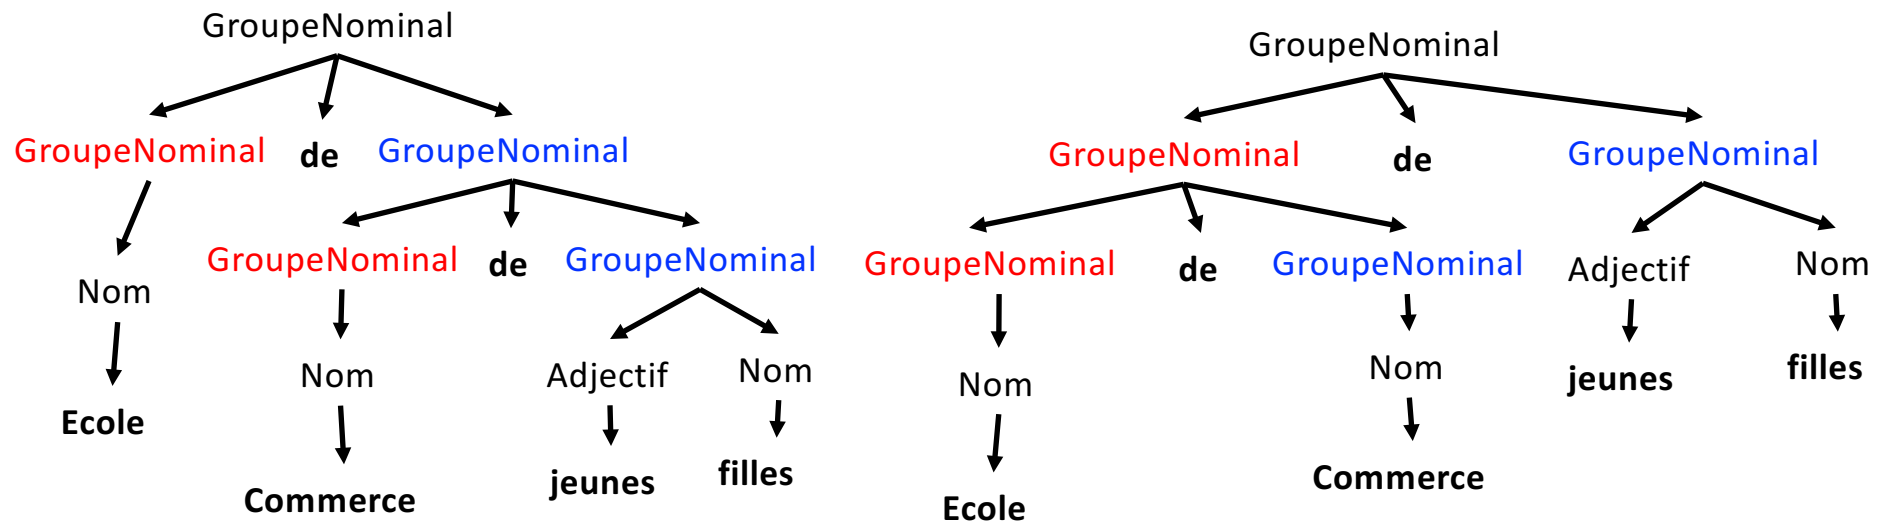 GroupeNominal
GroupeNominal de GroupeNominal
Nom GroupeNominal de GroupeNominal
Ecole Nom Adjectif Nom
Commerce jeunes filles
GroupeNominal
GroupeNominal de GroupeNominal
GroupeNominal de GroupeNominal Adjectif Nom
Nom Nom jeunes filles
Ecole Commerce